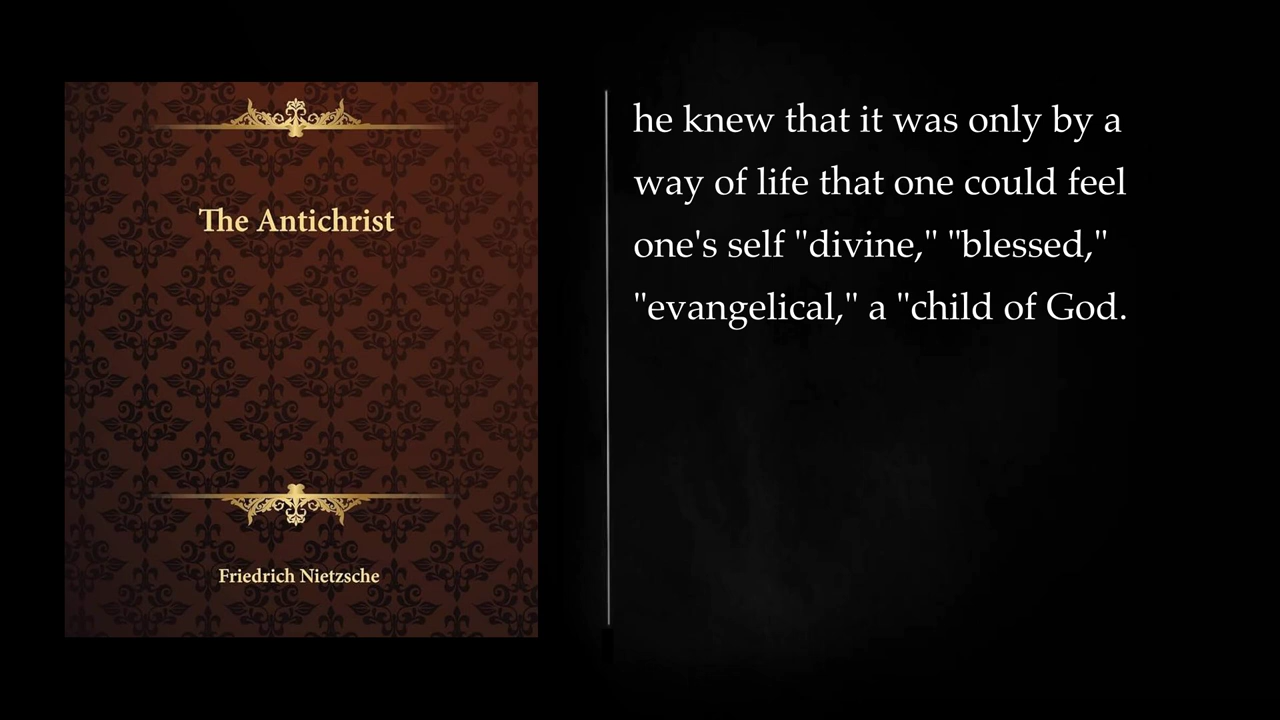 The Antichrist
Friedrich Nietzsche
he knew that it was only by a
way of life that one could feel
one's self "divine," "blessed,"
"evangelical," a "child of God.